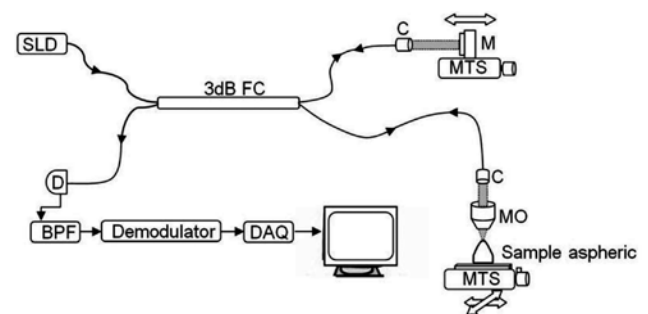 SLD
C
M
MTS
3dB FC
D
C
MO
BPF
Demodulator
DAQ
Sample aspheric
MTS